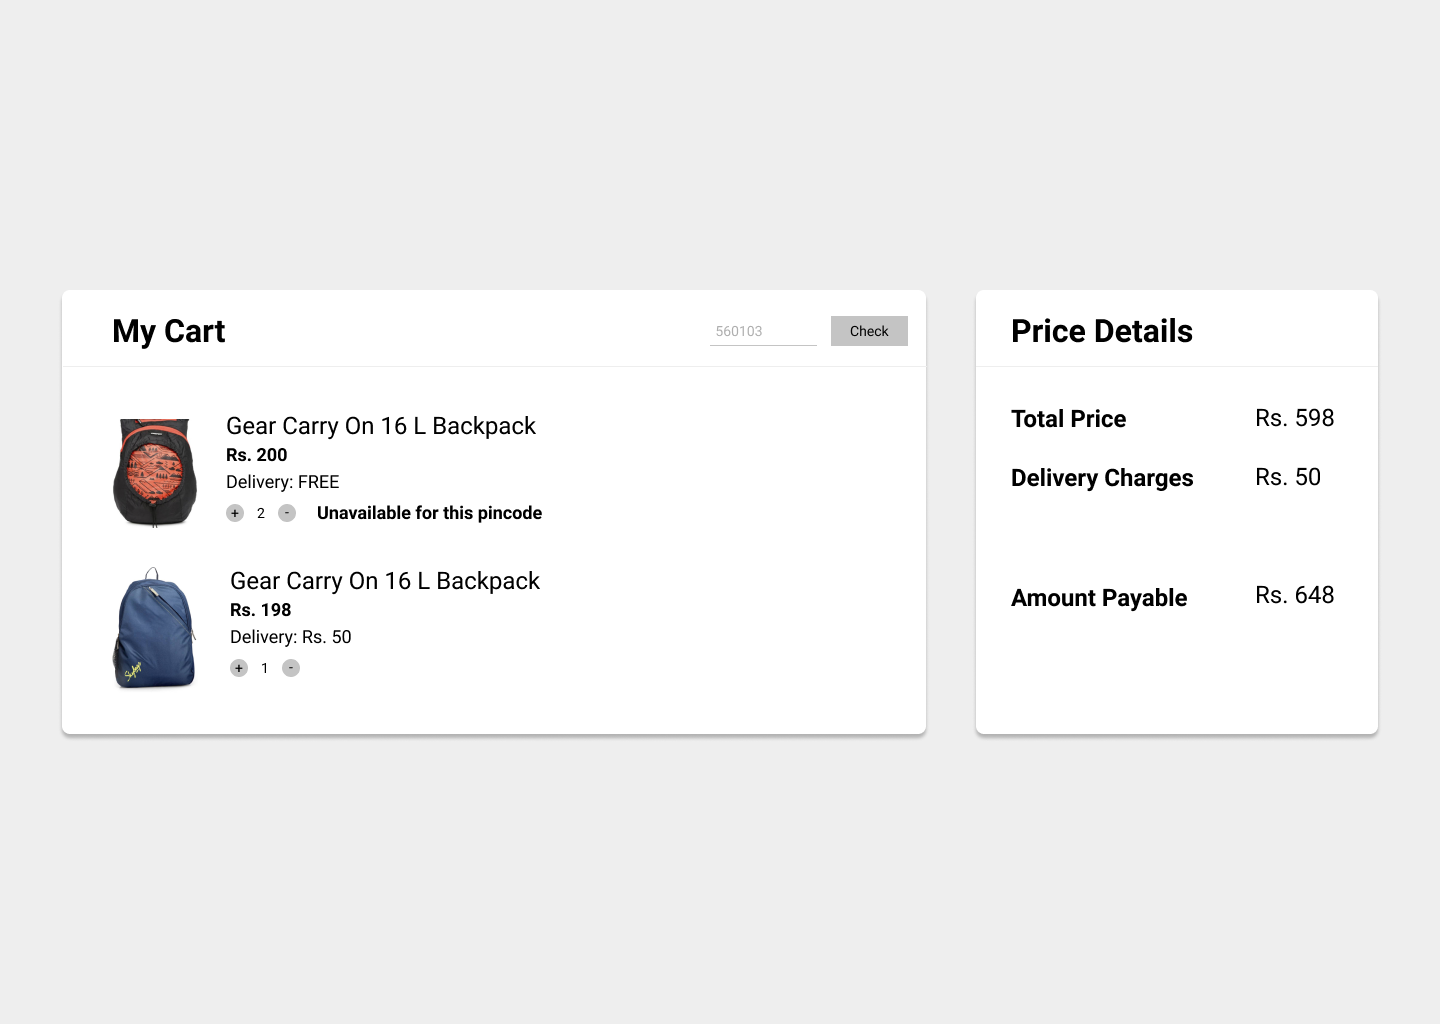 My Cart
560103
Check
Gear Carry On 16 L Backpack
Rs. 200
Delivery: FREE
+ 2 - Unavailable for this pincode
Gear Carry On 16 L Backpack
Rs. 198
Delivery: Rs. 50
+ 1 -
Skybags
Price Details
Total Price Rs. 598
Delivery Charges Rs. 50
Amount Payable Rs. 648